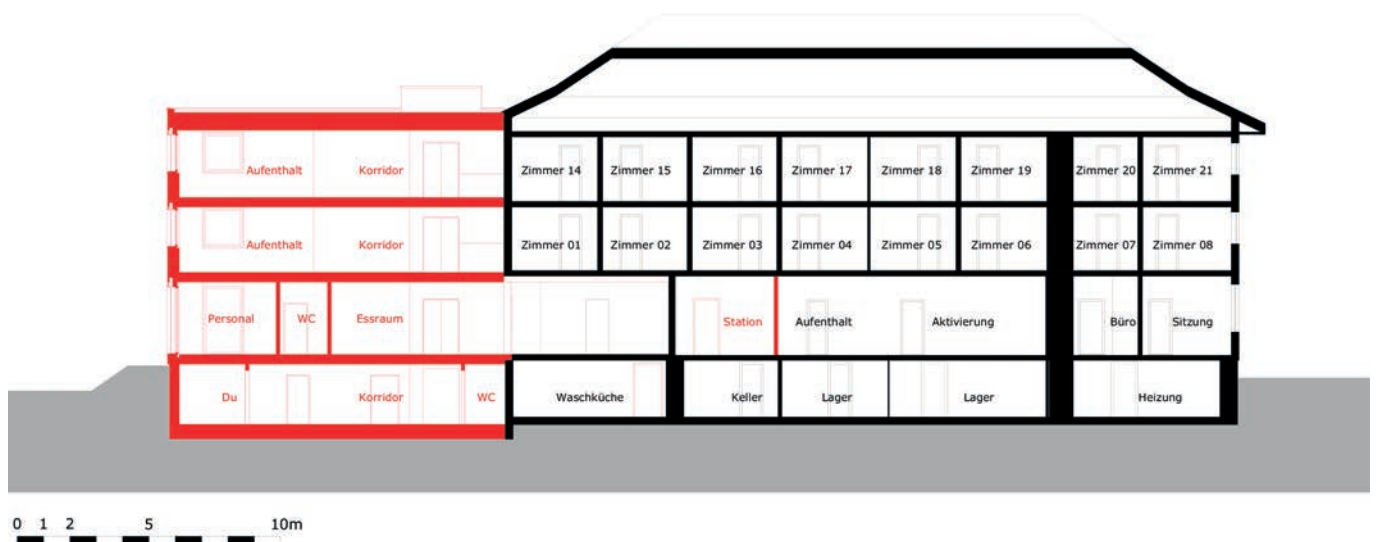 Aufenthalt Korridor Zimmer 14 Zimmer 15 Zimmer 16 Zimmer 17 Zimmer 18 Zimmer 19 Zimmer 20 Zimmer 21
Aufenthalt Korridor Zimmer 01 Zimmer 02 Zimmer 03 Zimmer 04 Zimmer 05 Zimmer 06 Zimmer 07 Zimmer 08
Personal WC Essraum Station Aufenthalt Aktivierung Büro Sitzung
Du Korridor WC Waschküche Keller Lager Lager Heizung
0 1 2 5 10m